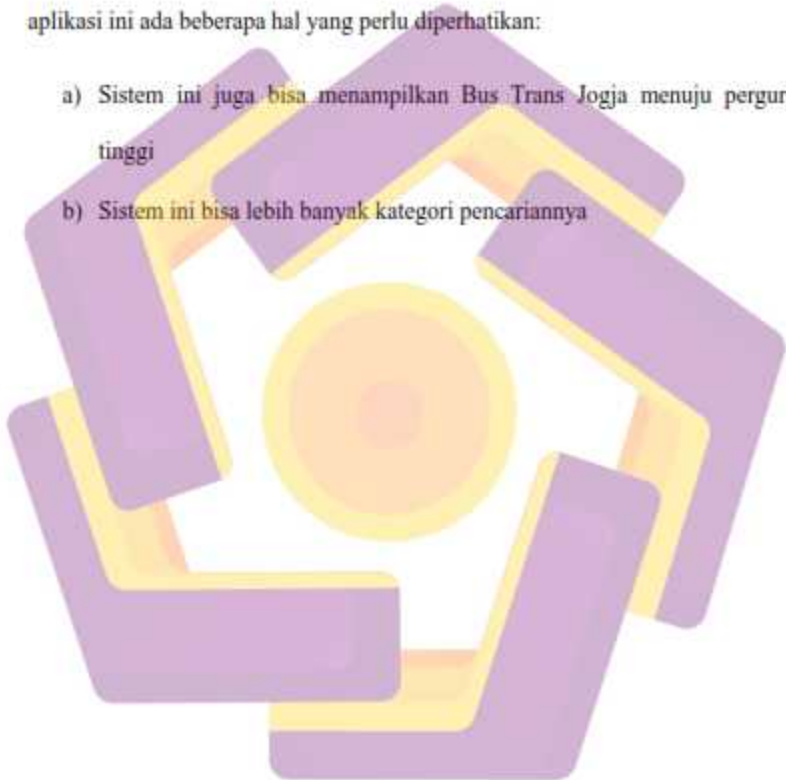 aplikasi ini ada beberapa hal yang perlu diperhatikan:
a) Sistem ini juga bisa menampilkan Bus Trans Jogja menuju pergur
tinggi
b) Sistem ini bisa lebih banyak kategori pencariannya